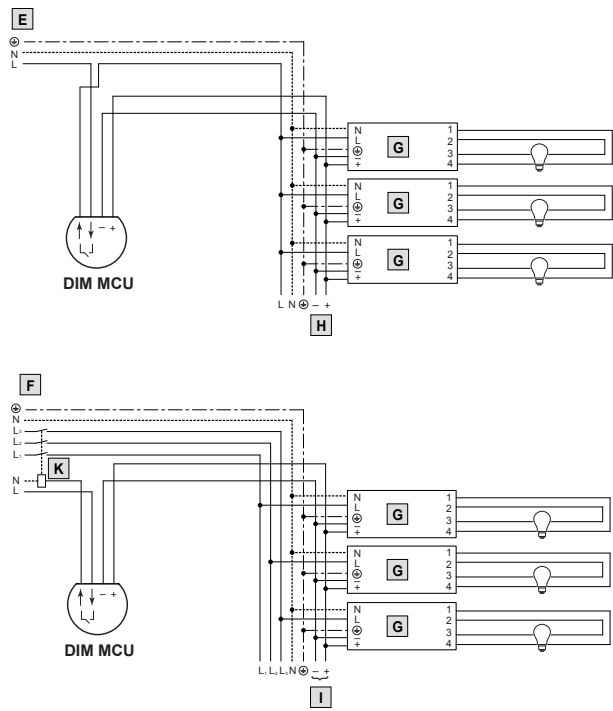 E
⏚
N
L
N
L
⏚
–
+
G
1
2
3
4
N
L
⏚
–
+
G
1
2
3
4
N
L
⏚
–
+
G
1
2
3
4
– +
DIM MCU
L N ⏚ – +
H
F
⏚
N
L₃
L₂
L₁
K
N
L
N
L
⏚
–
+
G
1
2
3
4
N
L
⏚
–
+
G
1
2
3
4
N
L
⏚
–
+
G
1
2
3
4
– +
DIM MCU
L₁ L₂ L₃ N ⏚ – +
I